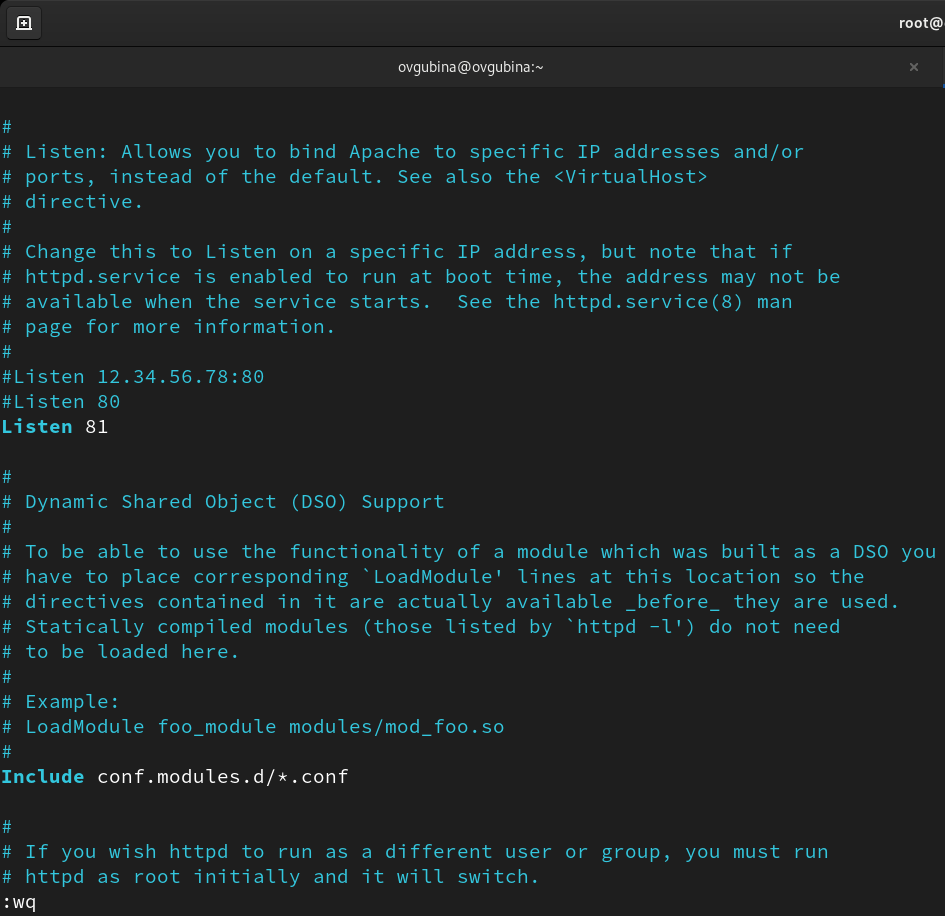 root@
ovgubina@ovgubina:~
#
# Listen: Allows you to bind Apache to specific IP addresses and/or
# ports, instead of the default. See also the <VirtualHost>
# directive.
#
# Change this to Listen on a specific IP address, but note that if
# httpd.service is enabled to run at boot time, the address may not be
# available when the service starts.  See the httpd.service(8) man
# page for more information.
#
#Listen 12.34.56.78:80
#Listen 80
Listen 81
#
# Dynamic Shared Object (DSO) Support
#
# To be able to use the functionality of a module which was built as a DSO you
# have to place corresponding `LoadModule' lines at this location so the
# directives contained in it are actually available _before_ they are used.
# Statically compiled modules (those listed by `httpd -l') do not need
# to be loaded here.
#
# Example:
# LoadModule foo_module modules/mod_foo.so
#
Include conf.modules.d/*.conf
#
# If you wish httpd to run as a different user or group, you must run
# httpd as root initially and it will switch.
:wq